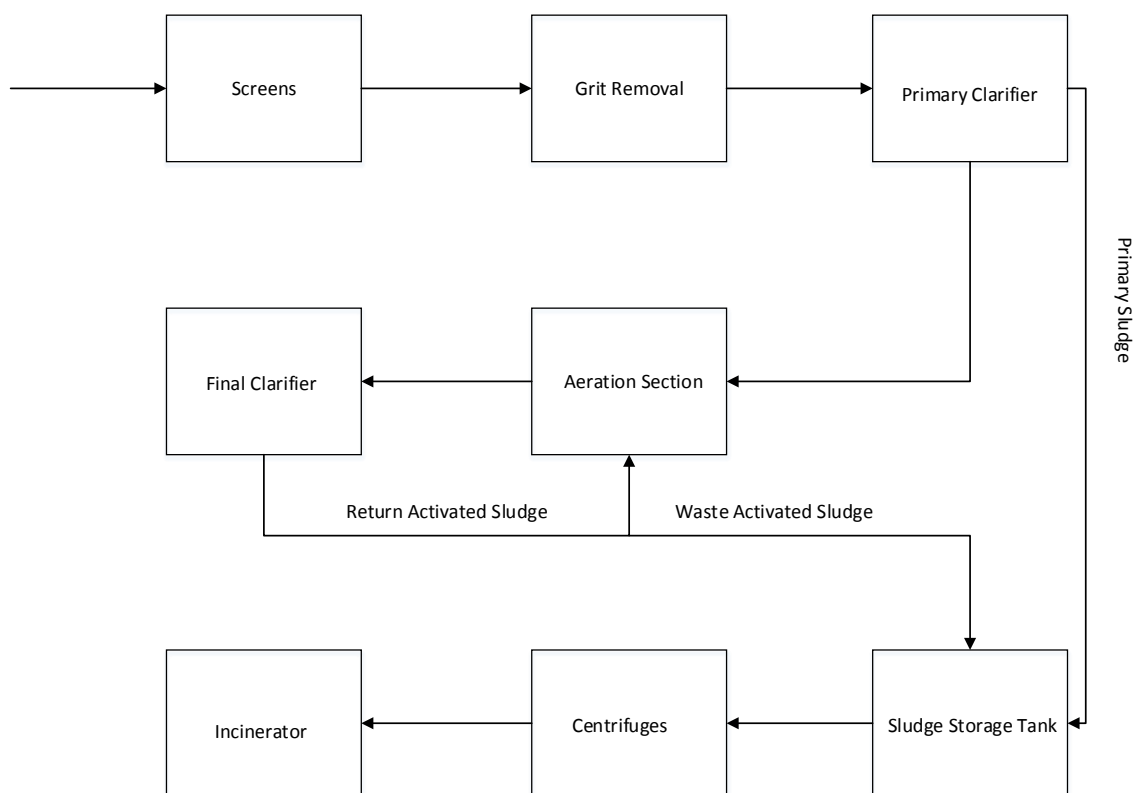 Screens
Grit Removal
Primary Clarifier
Primary Sludge
Final Clarifier
Aeration Section
Return Activated Sludge
Waste Activated Sludge
Incinerator
Centrifuges
Sludge Storage Tank